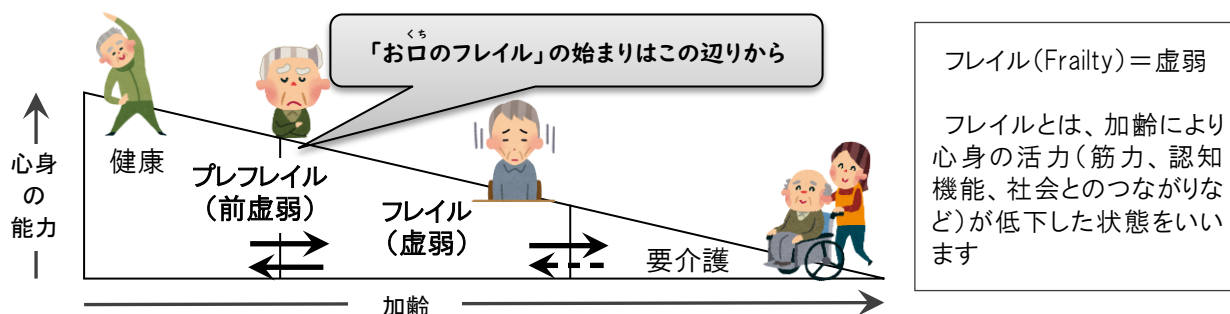 くち
「お口のフレイル」の始まりはこの辺りから
心身
の
能力
健康
プレフレイル
（前虚弱）
フレイル
（虚弱）
要介護
加齢
フレイル(Frailty)＝虚弱
フレイルとは、加齢により
心身の活力（筋力、認知
機能、社会とのつながりな
ど）が低下した状態をいい
ます